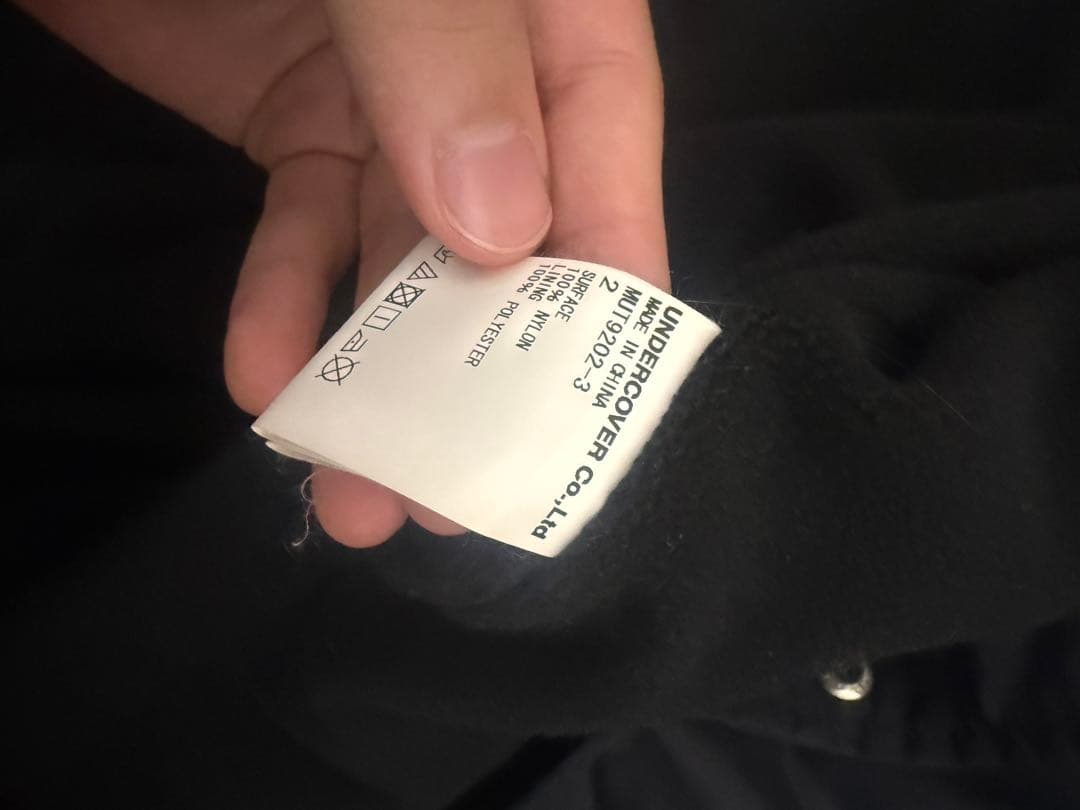 UNDERCOVER Co.,Ltd
MADE IN CHINA
MUT9202-3
2
SURFACE
100% NYLON
LINING
100% POLYESTER